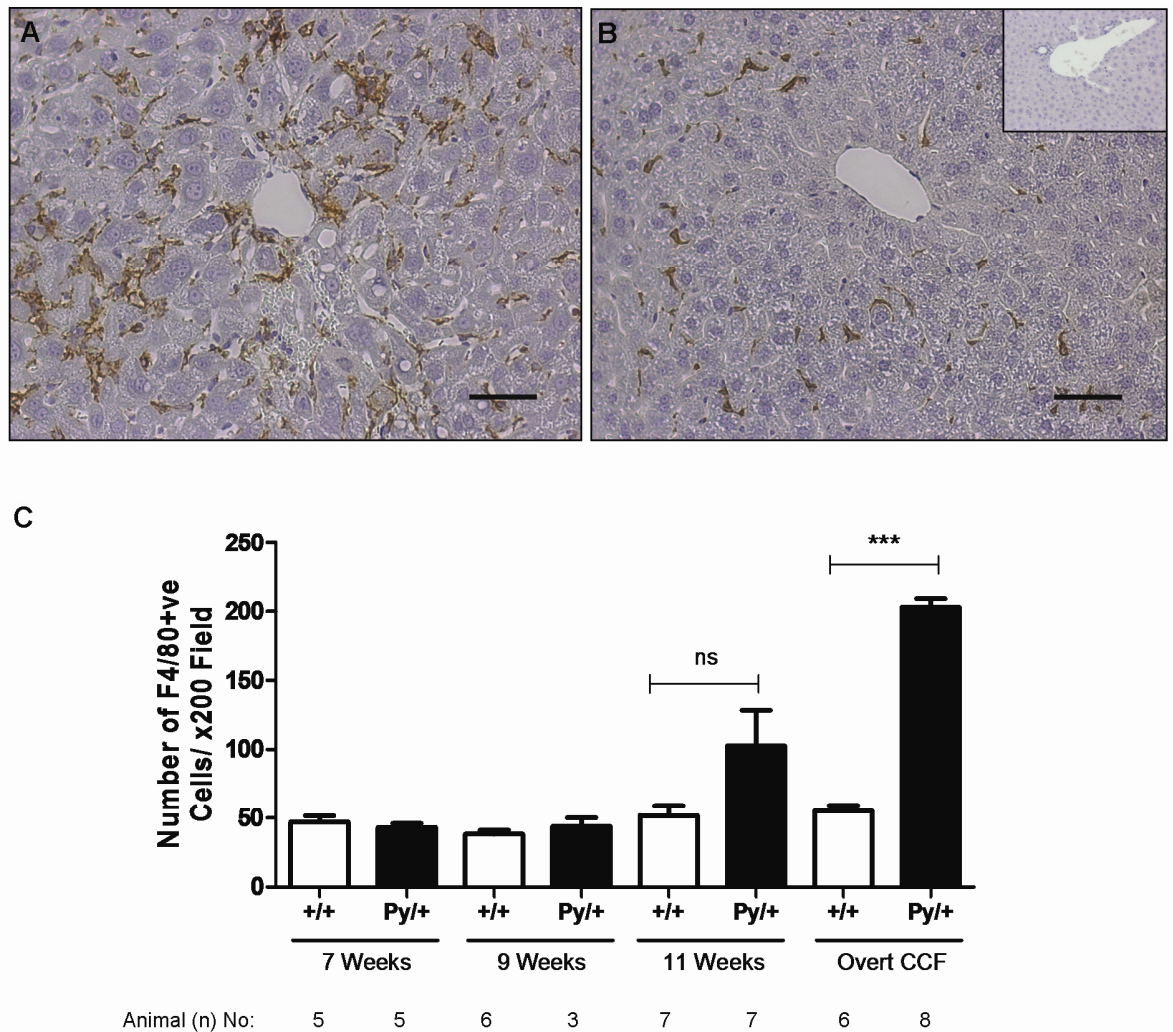 A
B
C
Number of F4/80+ve
Cells/ x200 Field
250
200
150
100
50
0
ns
***
+/+ Py/+ +/+ Py/+ +/+ Py/+ +/+ Py/+
7 Weeks 9 Weeks 11 Weeks Overt CCF
Animal (n) No: 5 5 6 3 7 7 6 8